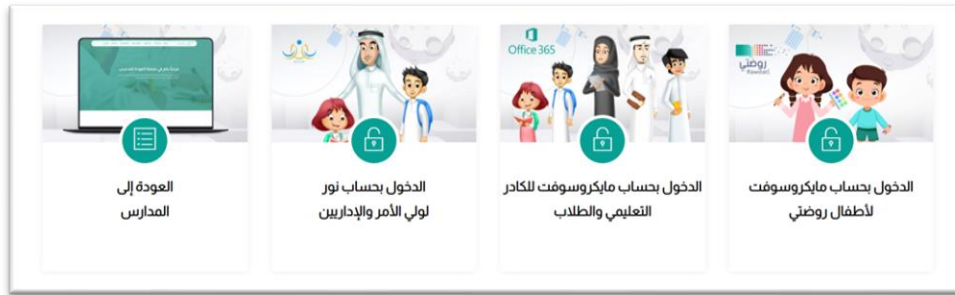 روضتي
Rawdati
الدخول بحساب مايكروسوفت
لأطفال روضتي
Office 365
الدخول بحساب مايكروسوفت للكادر
التعليمي والطلاب
الدخول بحساب نور
لولي الأمر والإداريين
العودة إلى
المدارس